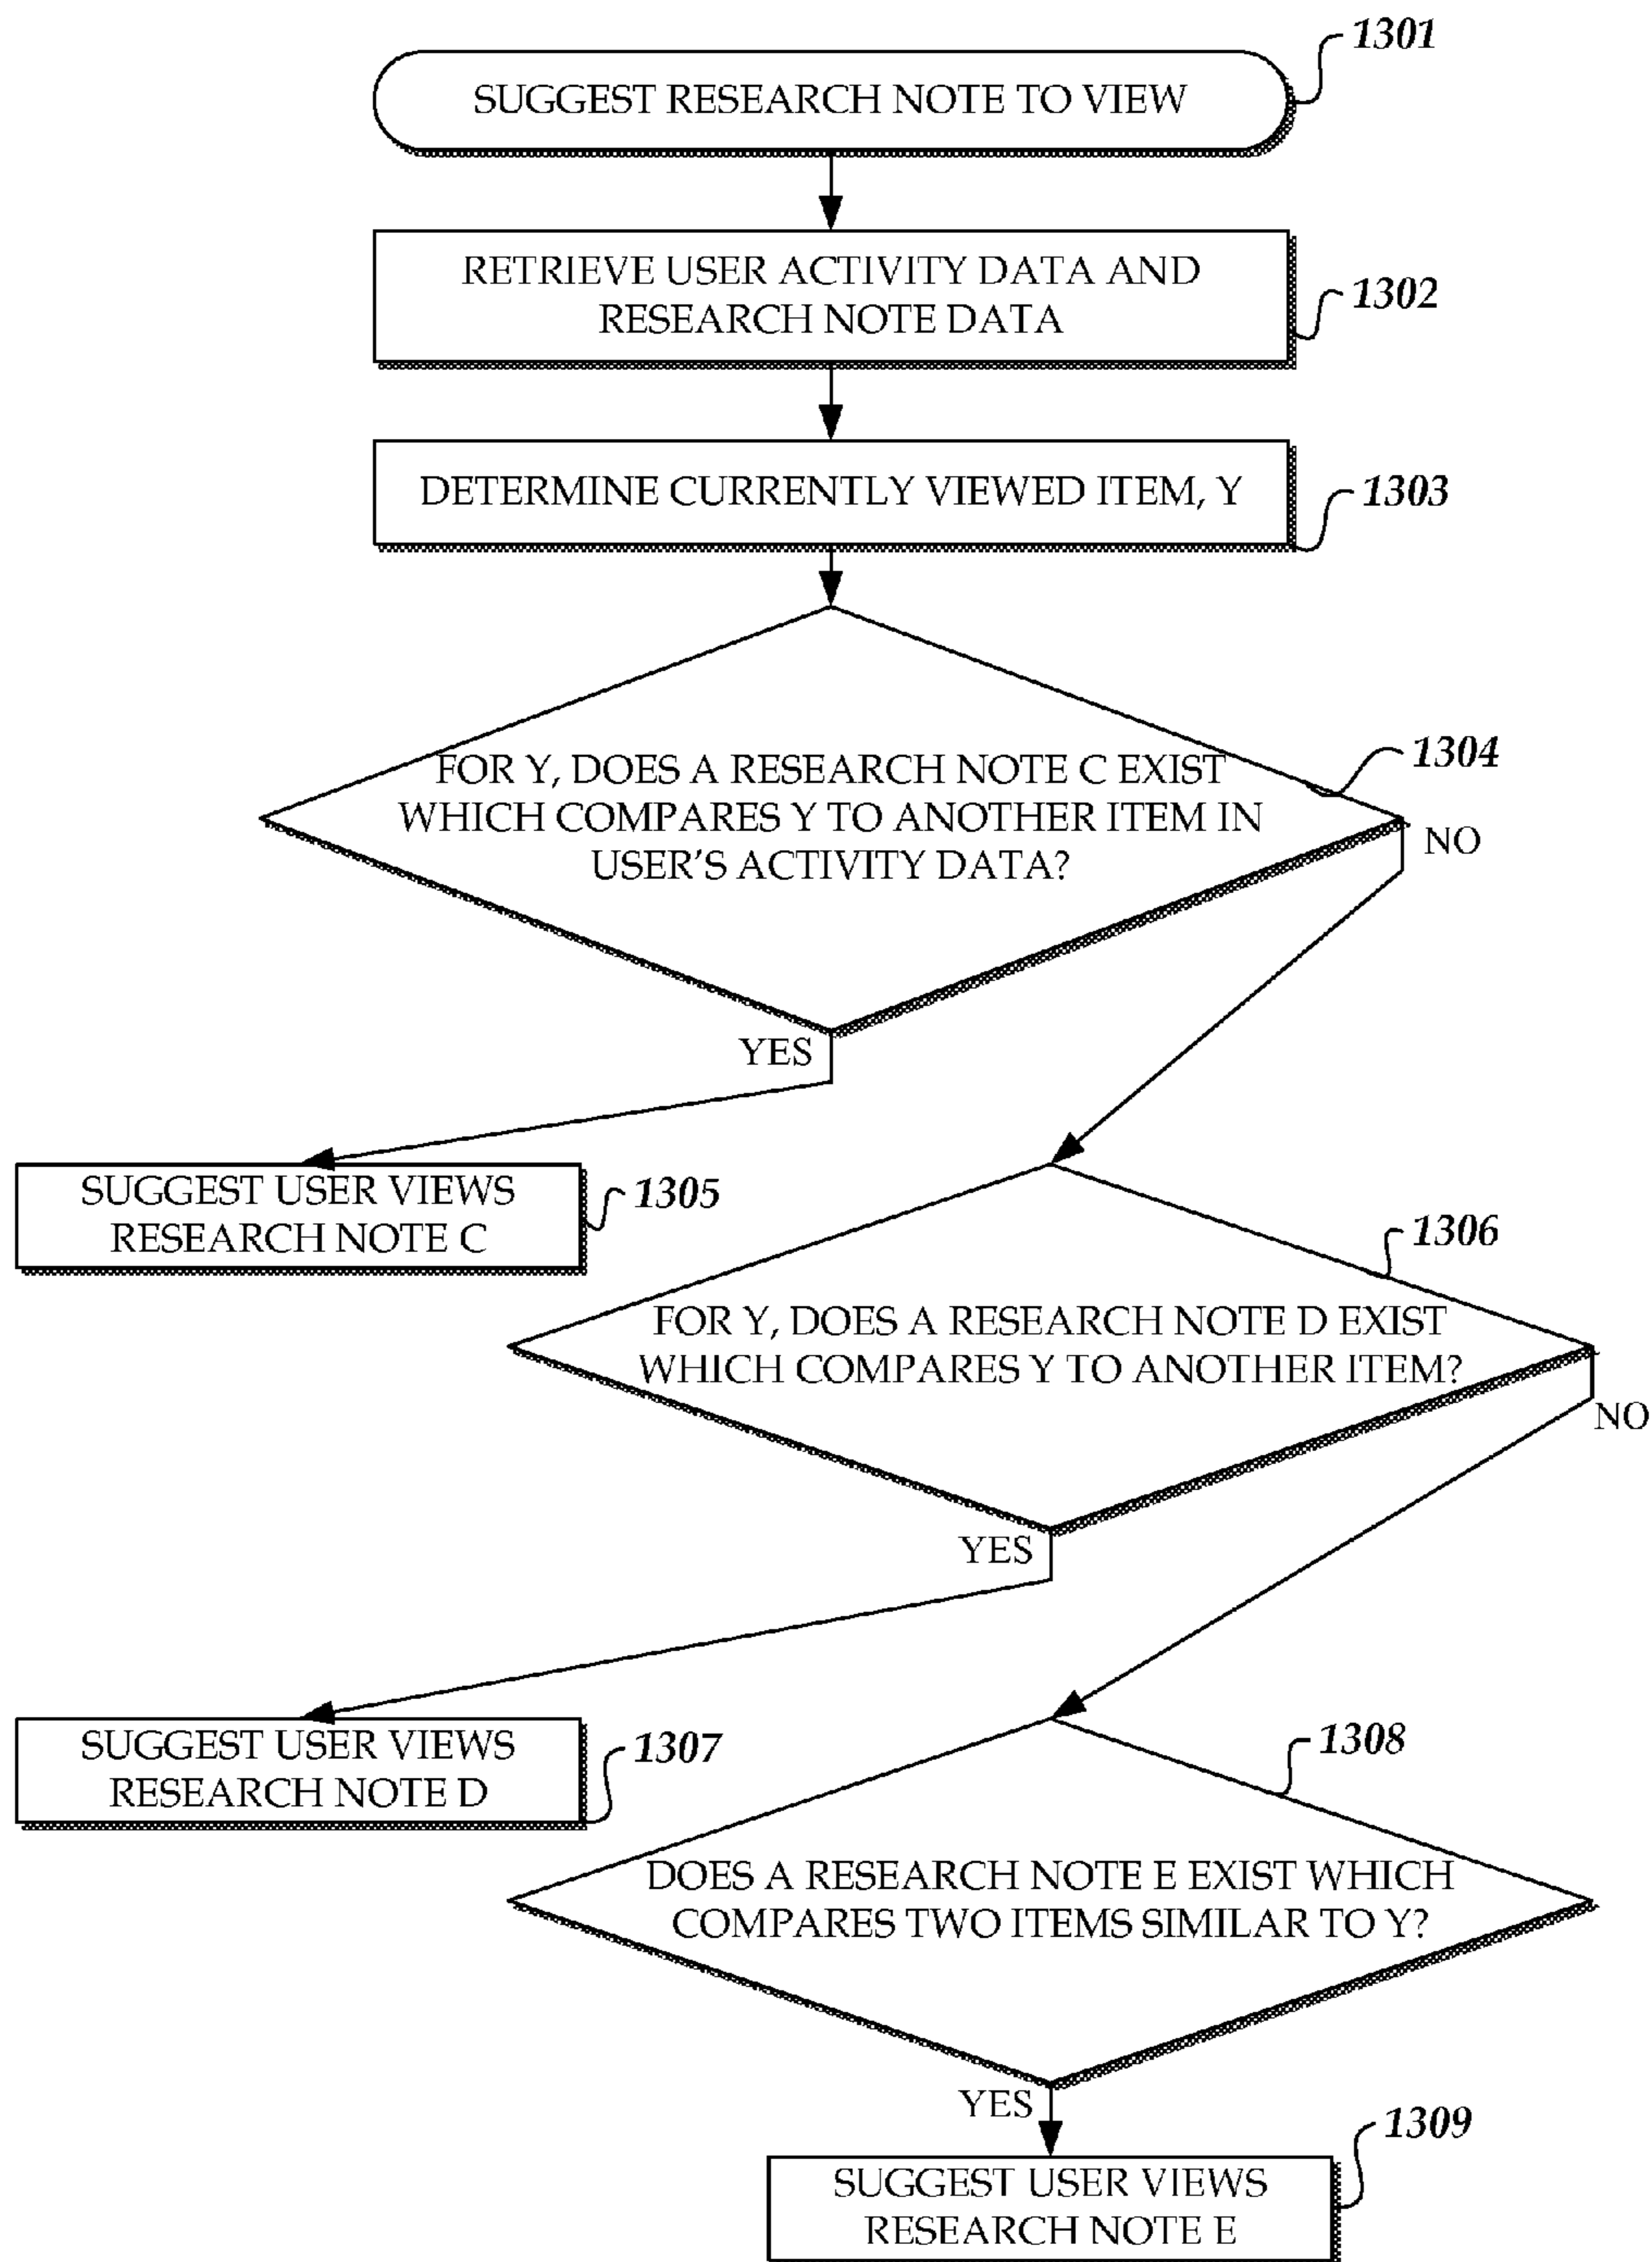 1301
SUGGEST RESEARCH NOTE TO VIEW
RETRIEVE USER ACTIVITY DATA AND
RESEARCH NOTE DATA
1302
DETERMINE CURRENTLY VIEWED ITEM, Y
1303
FOR Y, DOES A RESEARCH NOTE C EXIST
WHICH COMPARES Y TO ANOTHER ITEM IN
USER'S ACTIVITY DATA?
1304
NO
YES
SUGGEST USER VIEWS
RESEARCH NOTE C
1305
1306
FOR Y, DOES A RESEARCH NOTE D EXIST
WHICH COMPARES Y TO ANOTHER ITEM?
NO
YES
SUGGEST USER VIEWS
RESEARCH NOTE D
1307
1308
DOES A RESEARCH NOTE E EXIST WHICH
COMPARES TWO ITEMS SIMILAR TO Y?
YES
1309
SUGGEST USER VIEWS
RESEARCH NOTE E